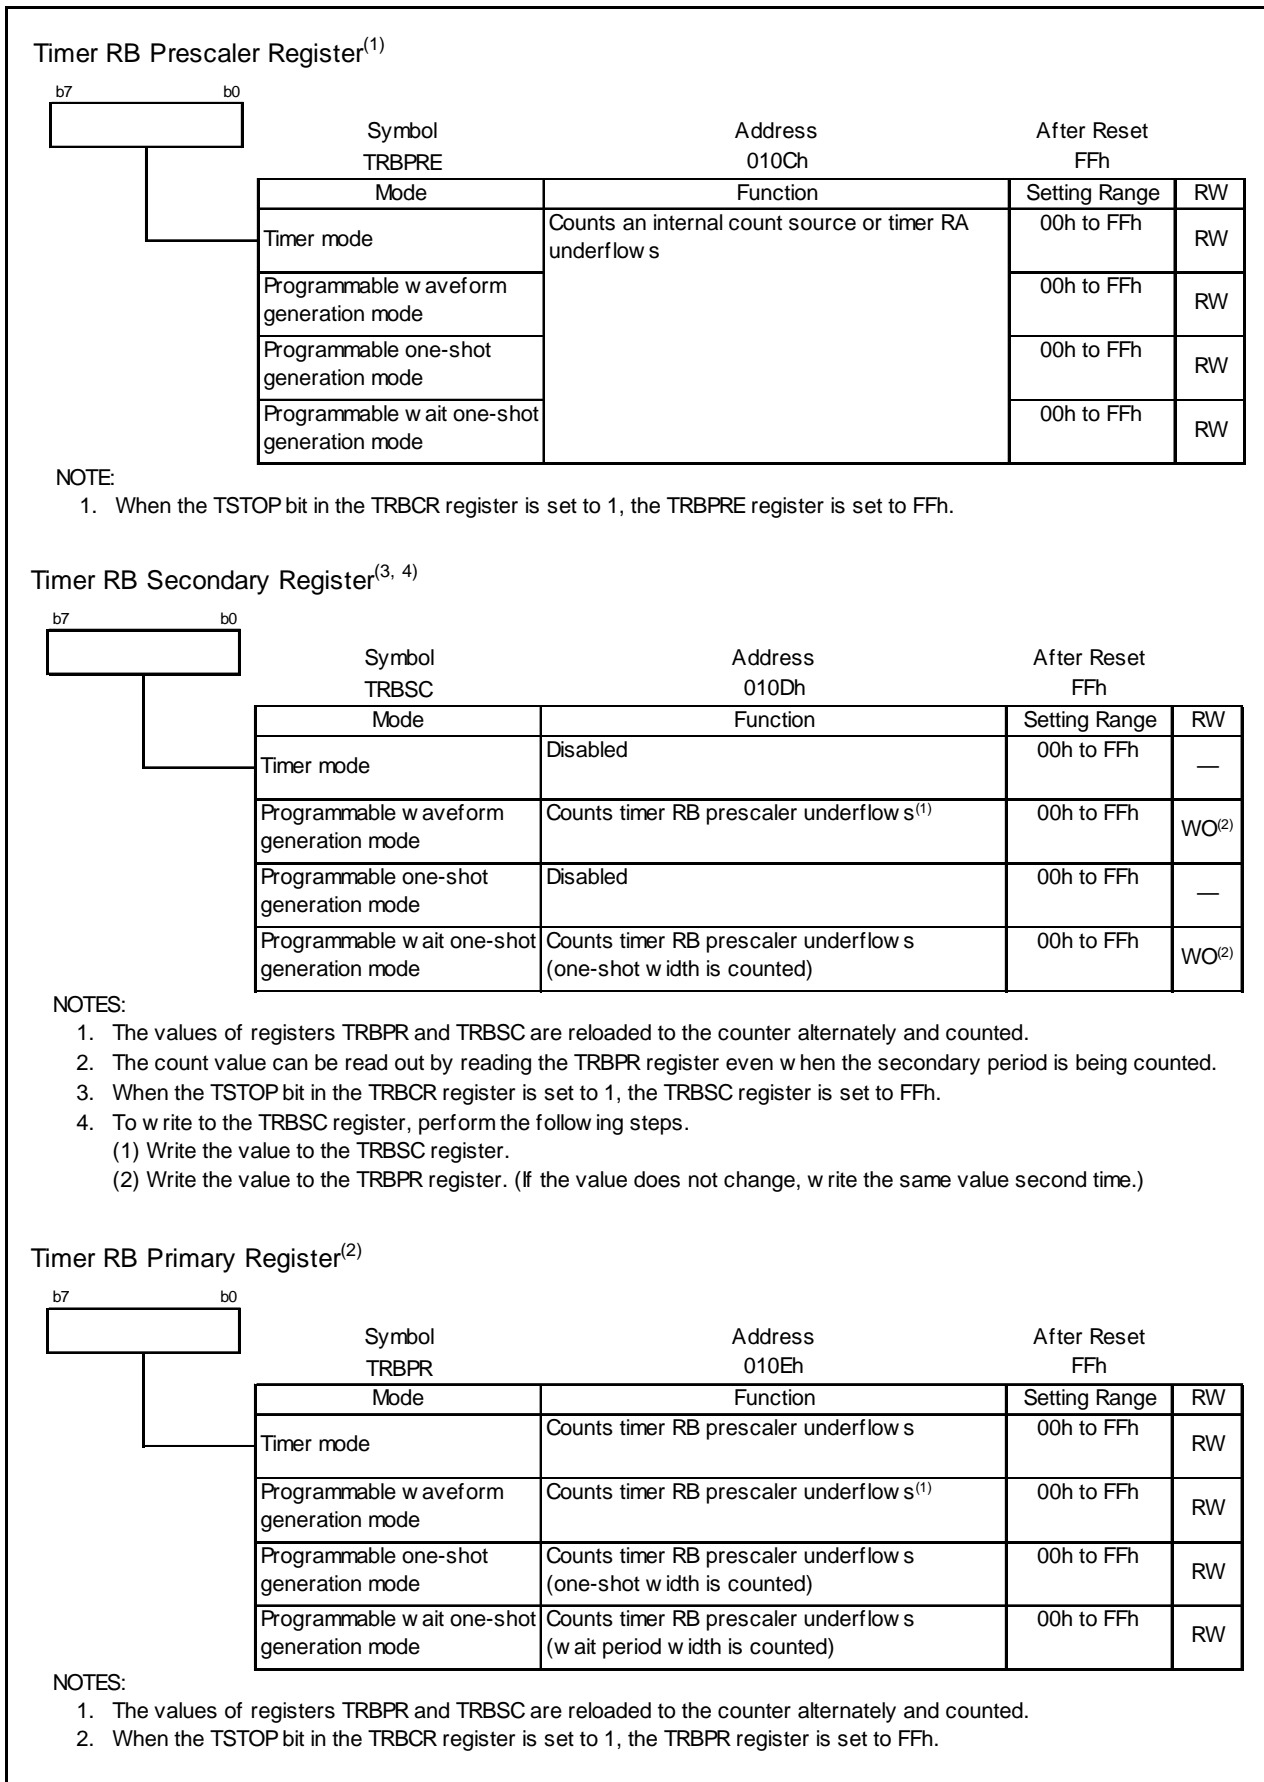 Timer RB Prescaler Register(1)
b7 b0
Symbol Address After Reset
TRBPRE 010Ch FFh
Mode Function Setting Range RW
Timer mode Counts an internal count source or timer RA underflows 00h to FFh RW
Programmable waveform generation mode 00h to FFh RW
Programmable one-shot generation mode 00h to FFh RW
Programmable wait one-shot generation mode 00h to FFh RW
NOTE:
1. When the TSTOP bit in the TRBCR register is set to 1, the TRBPRE register is set to FFh.
Timer RB Secondary Register(3, 4)
b7 b0
Symbol Address After Reset
TRBSC 010Dh FFh
Mode Function Setting Range RW
Timer mode Disabled 00h to FFh —
Programmable waveform generation mode Counts timer RB prescaler underflows(1) 00h to FFh WO(2)
Programmable one-shot generation mode Disabled 00h to FFh —
Programmable wait one-shot generation mode Counts timer RB prescaler underflows (one-shot width is counted) 00h to FFh WO(2)
NOTES:
1. The values of registers TRBPR and TRBSC are reloaded to the counter alternately and counted.
2. The count value can be read out by reading the TRBPR register even when the secondary period is being counted.
3. When the TSTOP bit in the TRBCR register is set to 1, the TRBSC register is set to FFh.
4. To write to the TRBSC register, perform the following steps.
(1) Write the value to the TRBSC register.
(2) Write the value to the TRBPR register. (If the value does not change, write the same value second time.)
Timer RB Primary Register(2)
b7 b0
Symbol Address After Reset
TRBPR 010Eh FFh
Mode Function Setting Range RW
Timer mode Counts timer RB prescaler underflows 00h to FFh RW
Programmable waveform generation mode Counts timer RB prescaler underflows(1) 00h to FFh RW
Programmable one-shot generation mode Counts timer RB prescaler underflows (one-shot width is counted) 00h to FFh RW
Programmable wait one-shot generation mode Counts timer RB prescaler underflows (wait period width is counted) 00h to FFh RW
NOTES:
1. The values of registers TRBPR and TRBSC are reloaded to the counter alternately and counted.
2. When the TSTOP bit in the TRBCR register is set to 1, the TRBPR register is set to FFh.